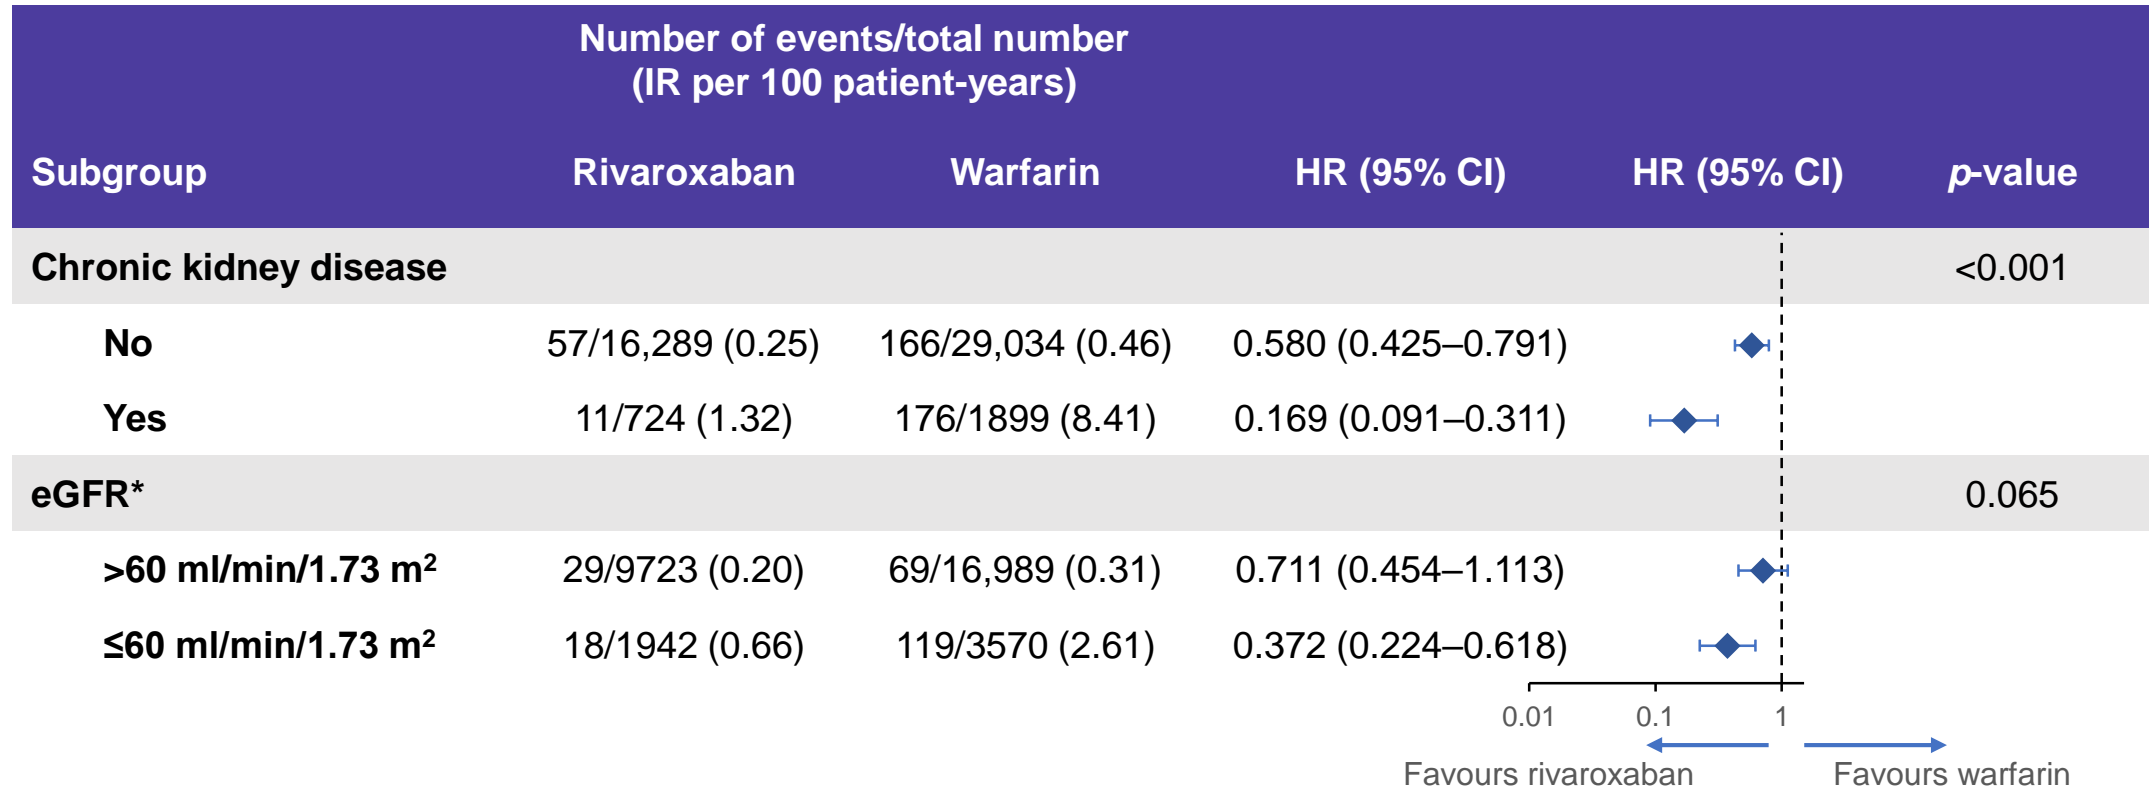 Number of events/total number
(IR per 100 patient-years)
Subgroup Rivaroxaban Warfarin HR (95% CI) HR (95% CI) p-value
Chronic kidney disease <0.001
No 57/16,289 (0.25) 166/29,034 (0.46) 0.580 (0.425–0.791)
Yes 11/724 (1.32) 176/1899 (8.41) 0.169 (0.091–0.311)
eGFR* 0.065
>60 ml/min/1.73 m² 29/9723 (0.20) 69/16,989 (0.31) 0.711 (0.454–1.113)
≤60 ml/min/1.73 m² 18/1942 (0.66) 119/3570 (2.61) 0.372 (0.224–0.618)
0.01 0.1 1
Favours rivaroxaban Favours warfarin